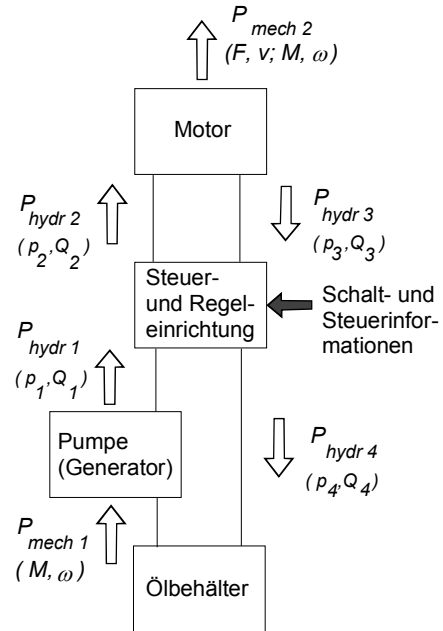 P mech 2
(F, v; M, ω)
Motor
P hydr 2
(p2,Q2)
P hydr 3
(p3,Q3)
Steuer-
und Regel-
einrichtung
Schalt- und
Steuerinfor-
mationen
P hydr 1
(p1,Q1)
Pumpe
(Generator)
P hydr 4
(p4,Q4)
P mech 1
(M, ω)
Ölbehälter